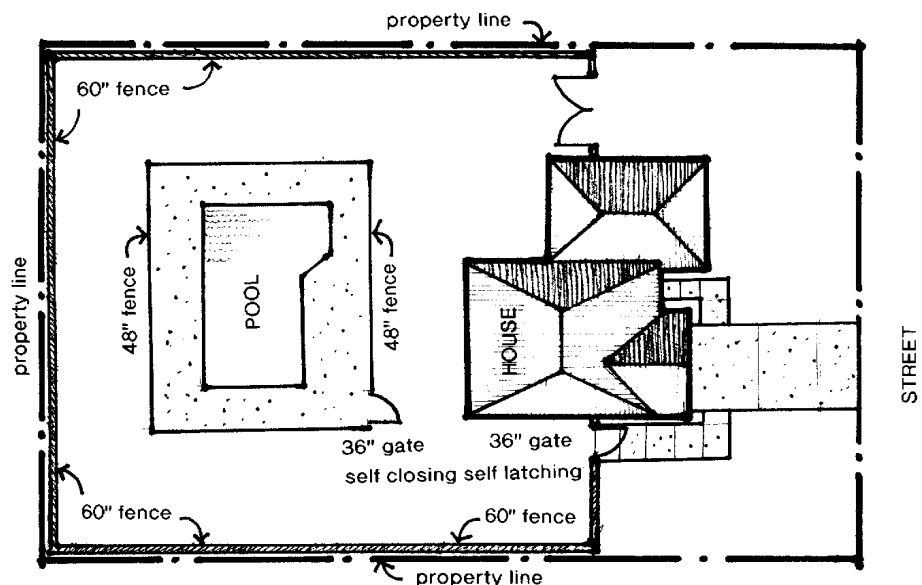 property line
60" fence
property line
48" fence
POOL
48" fence
HOUSE
STREET
36" gate
36" gate
self closing self latching
60" fence
60" fence
property line